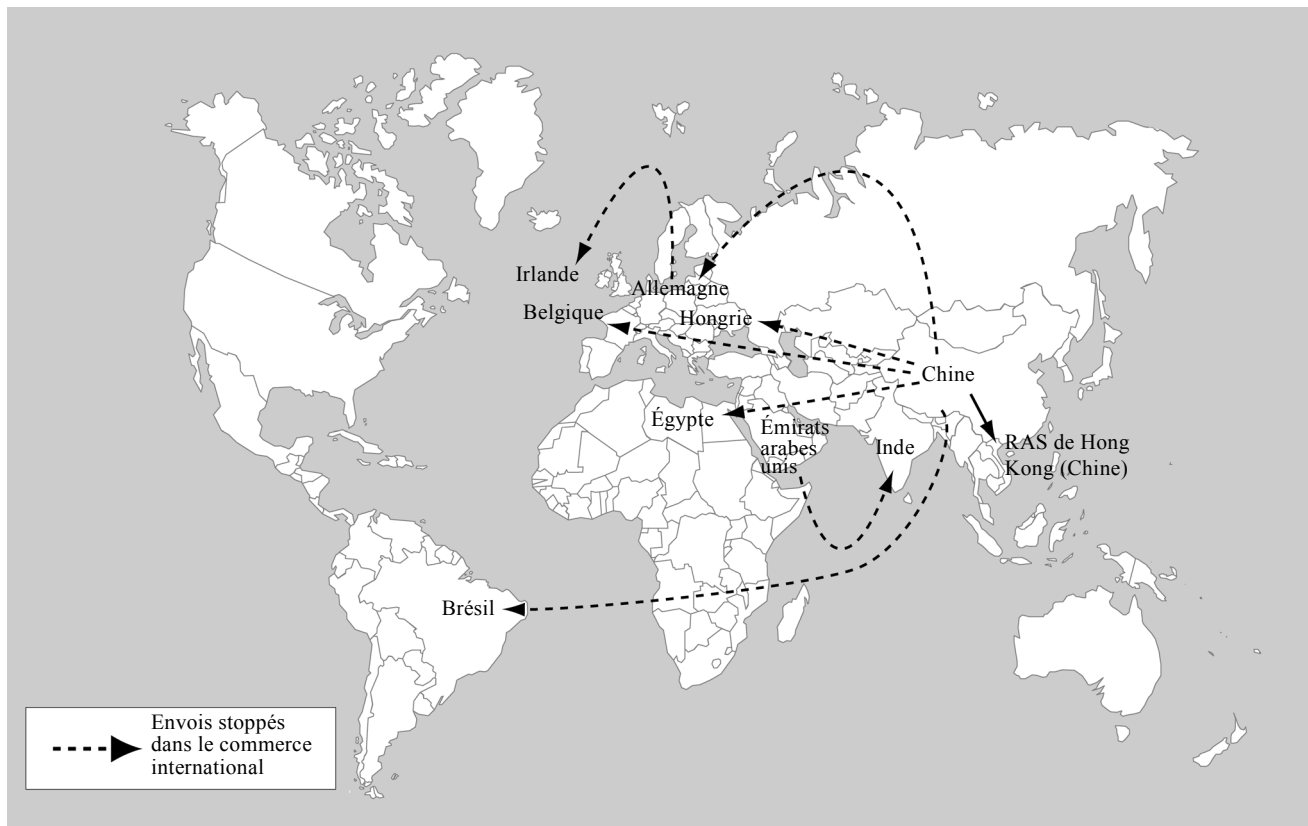 Irlande
Allemagne
Belgique
Hongrie
Chine
Égypte
Émirats
arabes
unis
Inde
RAS de Hong
Kong (Chine)
Brésil
Envois stoppés
dans le commerce
international